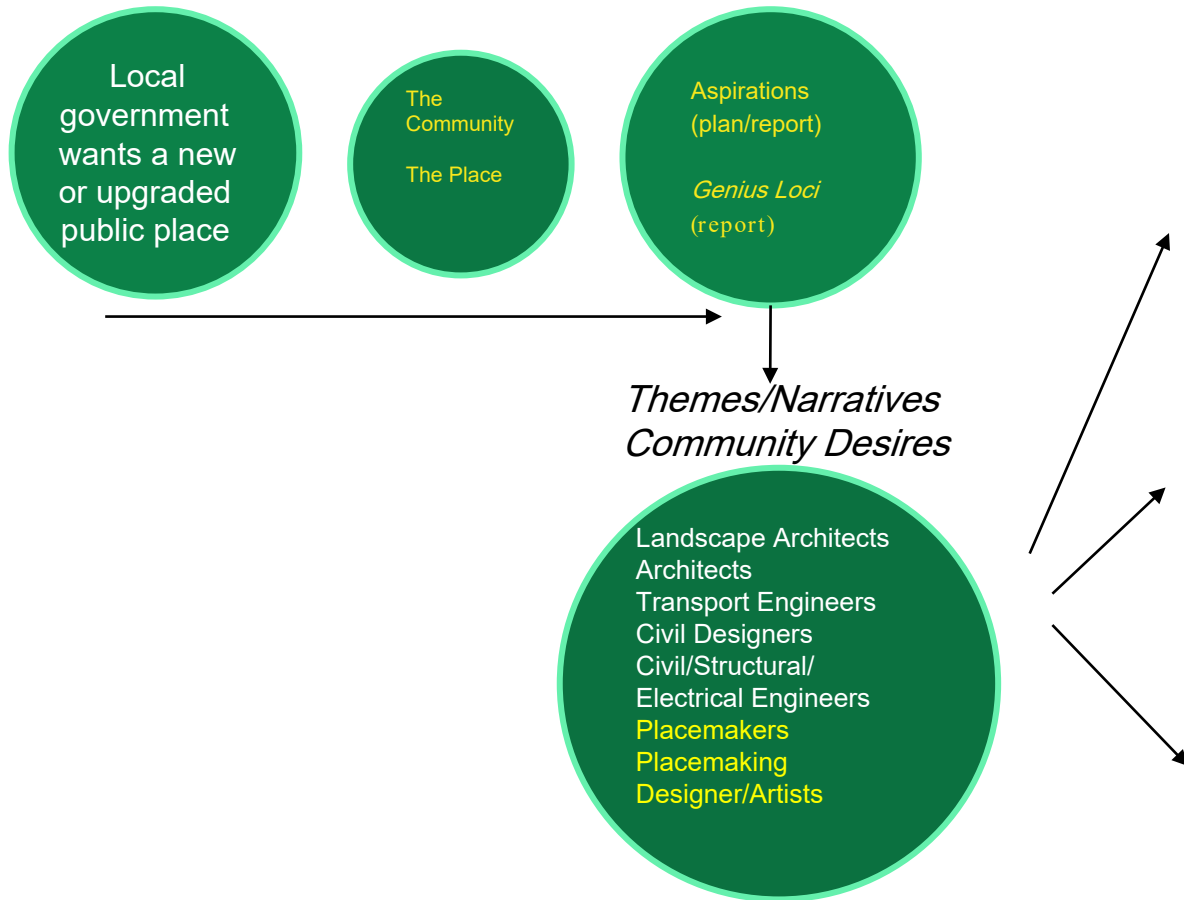 Local
government
wants a new
or upgraded
public place
The
Community
The Place
Aspirations
(plan/report)
Genius Loci
(report)
Themes/Narratives
Community Desires
Landscape Architects
Architects
Transport Engineers
Civil Designers
Civil/Structural/
Electrical Engineers
Placemakers
Placemaking
Designer/Artists